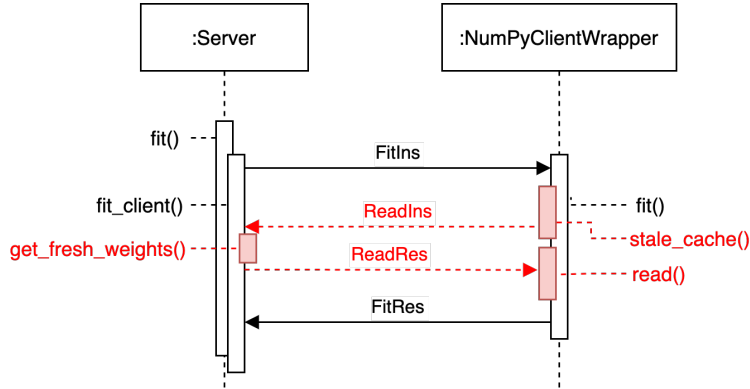 :Server
:NumPyClientWrapper
fit()
FitIns
fit_client()
ReadIns
fit()
get_fresh_weights()
ReadRes
stale_cache()
read()
FitRes